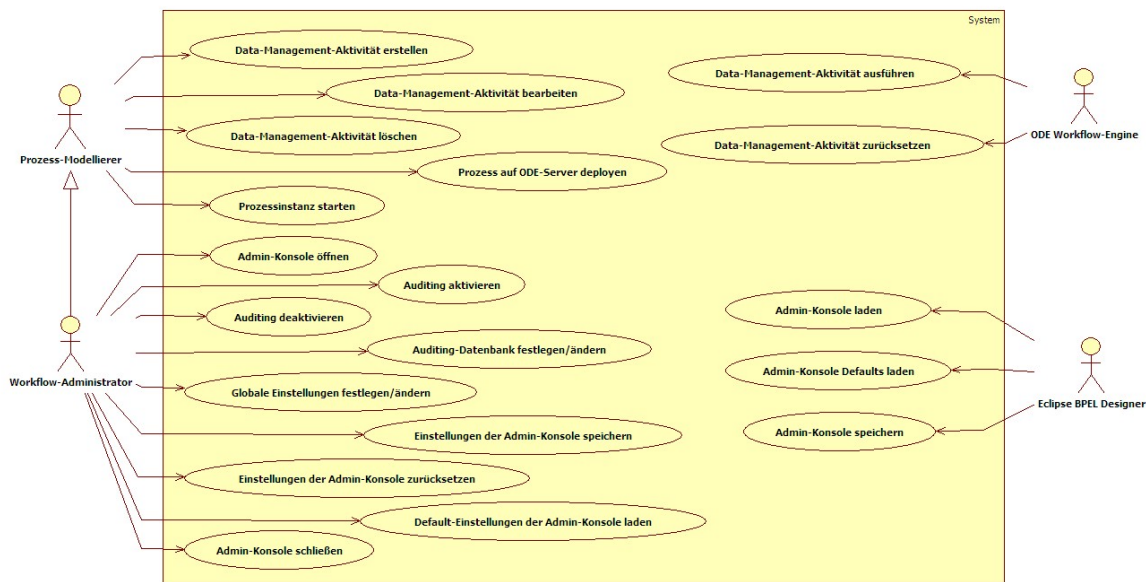 System
Data-Management-Aktivität erstellen
Data-Management-Aktivität ausführen
Data-Management-Aktivität bearbeiten
Data-Management-Aktivität löschen
ODE Workflow-Engine
Data-Management-Aktivität zurücksetzen
Prozess-Modellierer
Prozess auf ODE-Server deployen
Prozessinstanz starten
Admin-Konsole öffnen
Auditing aktivieren
Admin-Konsole laden
Auditing deaktivieren
Auditing-Datenbank festlegen/ändern
Admin-Konsole Defaults laden
Workflow-Administrator
Globale Einstellungen festlegen/ändern
Eclipse BPEL Designer
Admin-Konsole speichern
Einstellungen der Admin-Konsole speichern
Einstellungen der Admin-Konsole zurücksetzen
Default-Einstellungen der Admin-Konsole laden
Admin-Konsole schließen